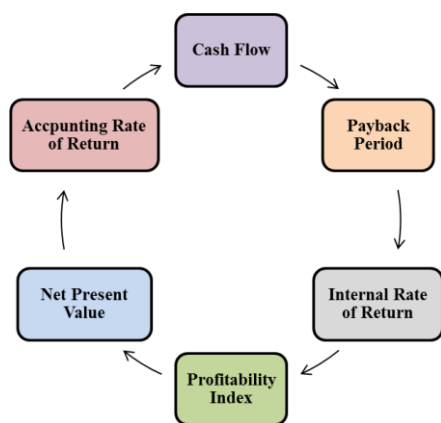 Cash Flow
Payback
Period
Internal Rate
of Return
Profitability
Index
Net Present
Value
Accpunting Rate
of Return